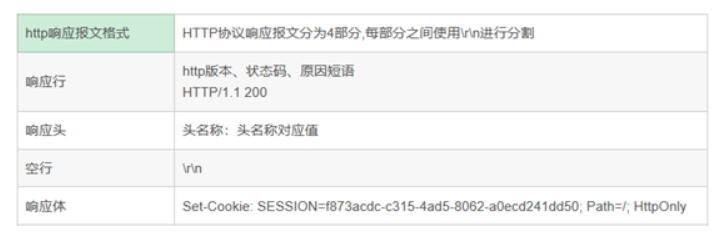 http响应报文格式
HTTP协议响应报文分为4部分,每部分之间使用\r\n进行分割
响应行
http版本、状态码、原因短语
HTTP/1.1 200
响应头
头名称：头名称对应值
空行
\r\n
响应体
Set-Cookie: SESSION=f873acdc-c315-4ad5-8062-a0ecd241dd50; Path=/; HttpOnly